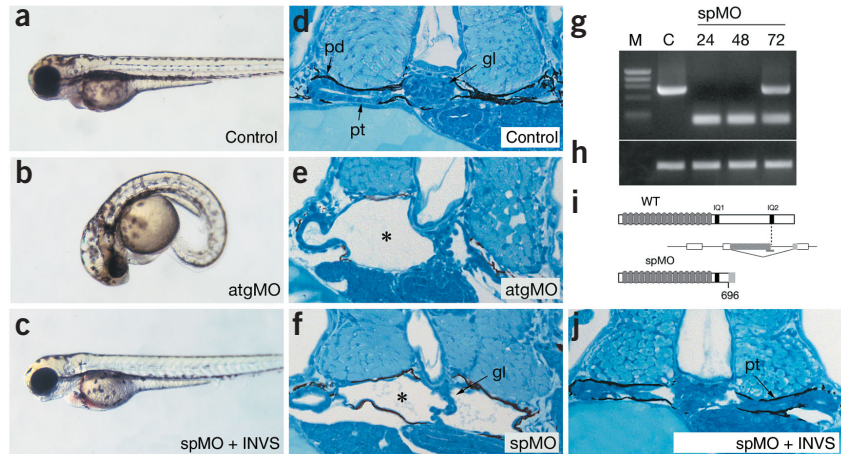 a
Control
b
atgMO
c
spMO + INVS
d
pd
gl
pt
Control
e
*
atgMO
f
gl
*
spMO
g
spMO
M C 24 48 72
h
i
WT
IQ1 IQ2
spMO
696
j
pt
spMO + INVS